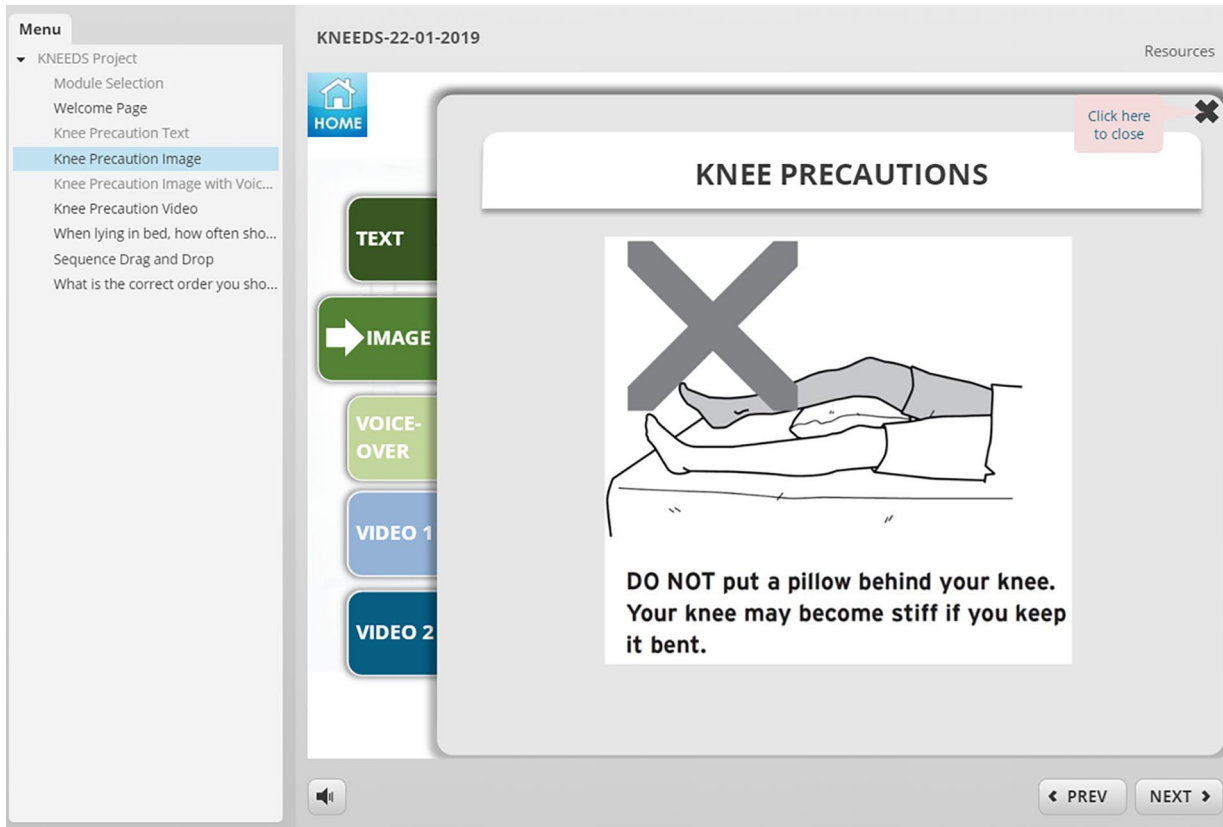 Menu
KNEEDS Project
Module Selection
Welcome Page
Knee Precaution Text
Knee Precaution Image
Knee Precaution Image with Voic...
Knee Precaution Video
When lying in bed, how often sho...
Sequence Drag and Drop
What is the correct order you sho...
KNEEDS-22-01-2019
Resources
HOME
Click here
to close
KNEE PRECAUTIONS
TEXT
IMAGE
VOICE-
OVER
VIDEO 1
VIDEO 2
DO NOT put a pillow behind your knee.
Your knee may become stiff if you keep
it bent.
PREV
NEXT